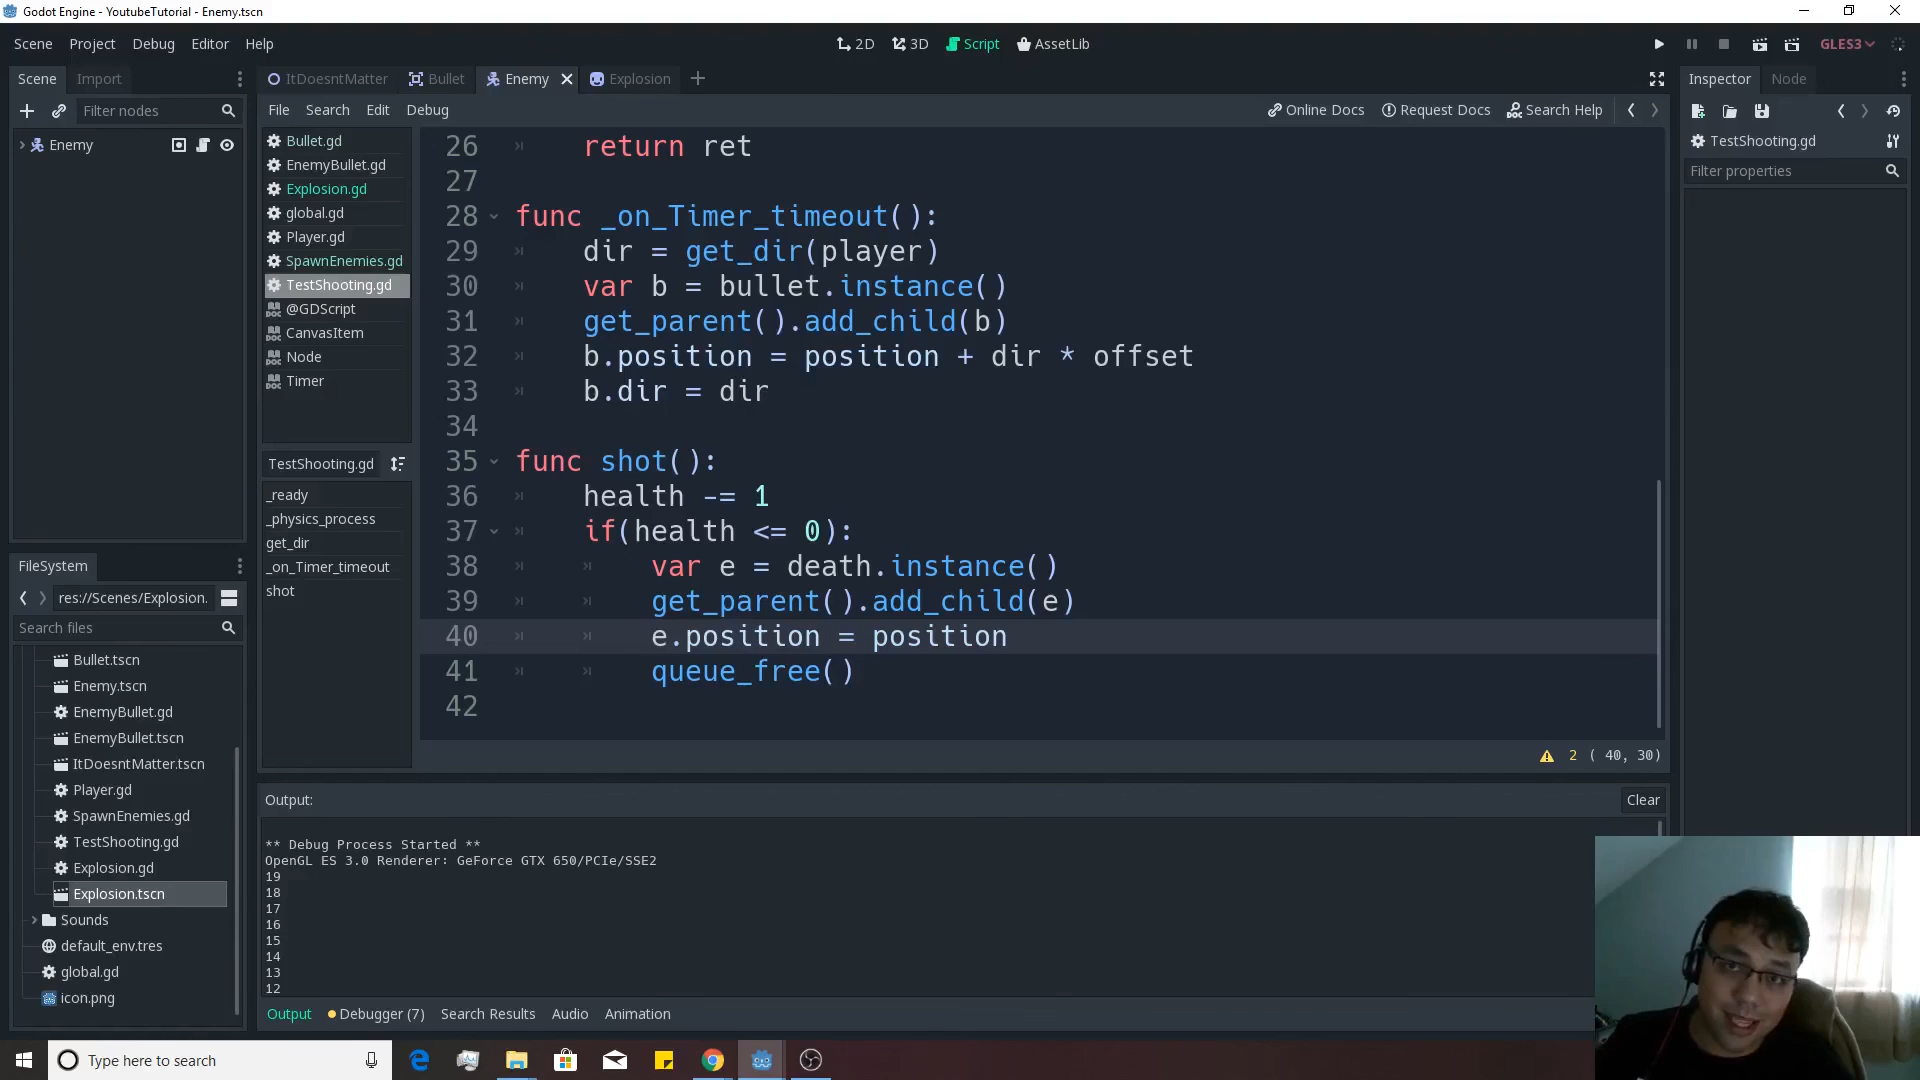 Godot Engine - YoutubeTutorial - Enemy.tscn
Scene Project Debug Editor Help
2D 3D Script AssetLib
GLES3
Scene Import
ItDoesntMatter Bullet Enemy Explosion
Inspector Node
Filter nodes
File Search Edit Debug
Online Docs Request Docs Search Help
Enemy
TestShooting.gd
Filter properties
Bullet.gd
EnemyBullet.gd
Explosion.gd
global.gd
Player.gd
SpawnEnemies.gd
TestShooting.gd
@GDScript
CanvasItem
Node
Timer
TestShooting.gd
_ready
_physics_process
get_dir
_on_Timer_timeout
shot
26 return ret
27
28 func _on_Timer_timeout():
29 dir = get_dir(player)
30 var b = bullet.instance()
31 get_parent().add_child(b)
32 b.position = position + dir * offset
33 b.dir = dir
34
35 func shot():
36 health -= 1
37 if(health <= 0):
38 var e = death.instance()
39 get_parent().add_child(e)
40 e.position = position
41 queue_free()
42
2 ( 40, 30)
FileSystem
res://Scenes/Explosion.
Search files
Bullet.tscn
Enemy.tscn
EnemyBullet.gd
EnemyBullet.tscn
ItDoesntMatter.tscn
Player.gd
SpawnEnemies.gd
TestShooting.gd
Explosion.gd
Explosion.tscn
Sounds
default_env.tres
global.gd
icon.png
Output:
Clear
** Debug Process Started **
OpenGL ES 3.0 Renderer: GeForce GTX 650/PCIe/SSE2
19
18
17
16
15
14
13
12
Output Debugger (7) Search Results Audio Animation
Type here to search